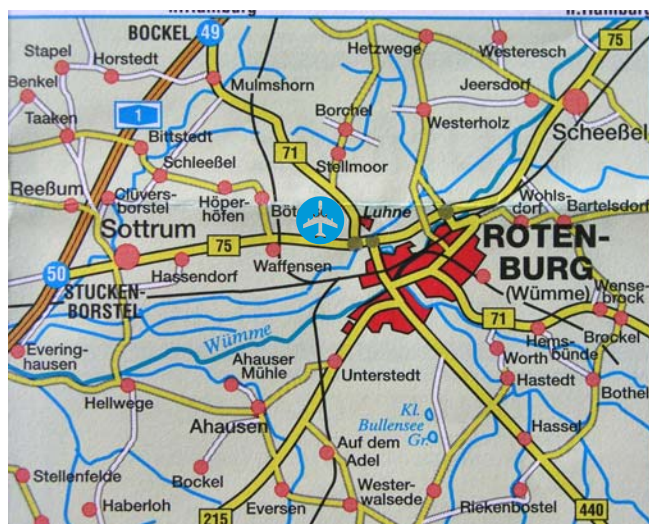 BOCKEL
49
Hetzwege
Westeresch
75
Stapel
Horstedt
Benkel
Mulmshorn
Jeersdorf
1
Taaken
Borchel
Westerholz
Scheeßel
Bittstedt
Schleeßel
71
Stellmoor
Reeßum
Clüvers-
borstel
Höper-
höfen
Luhne
Wohls-
dorf
Bartelsdorf
Sottrum
75
ROTEN-
BURG
(Wümme)
50
Hassendorf
Waffensen
STUCKEN-
BORSTEL
Wense-
brock
71
Wümme
Hems-
bünde
Brockel
Evering-
hausen
Ahauser
Mühle
Worth
Unterstedt
Hastedt
Bothel
Hellwege
Kl.
Bullensee
Gr.
Ahausen
Hassel
Auf dem
Adel
Bockel
Stellenfelde
Haberloh
Eversen
Wester-
walsede
Riekenbostel
215
440